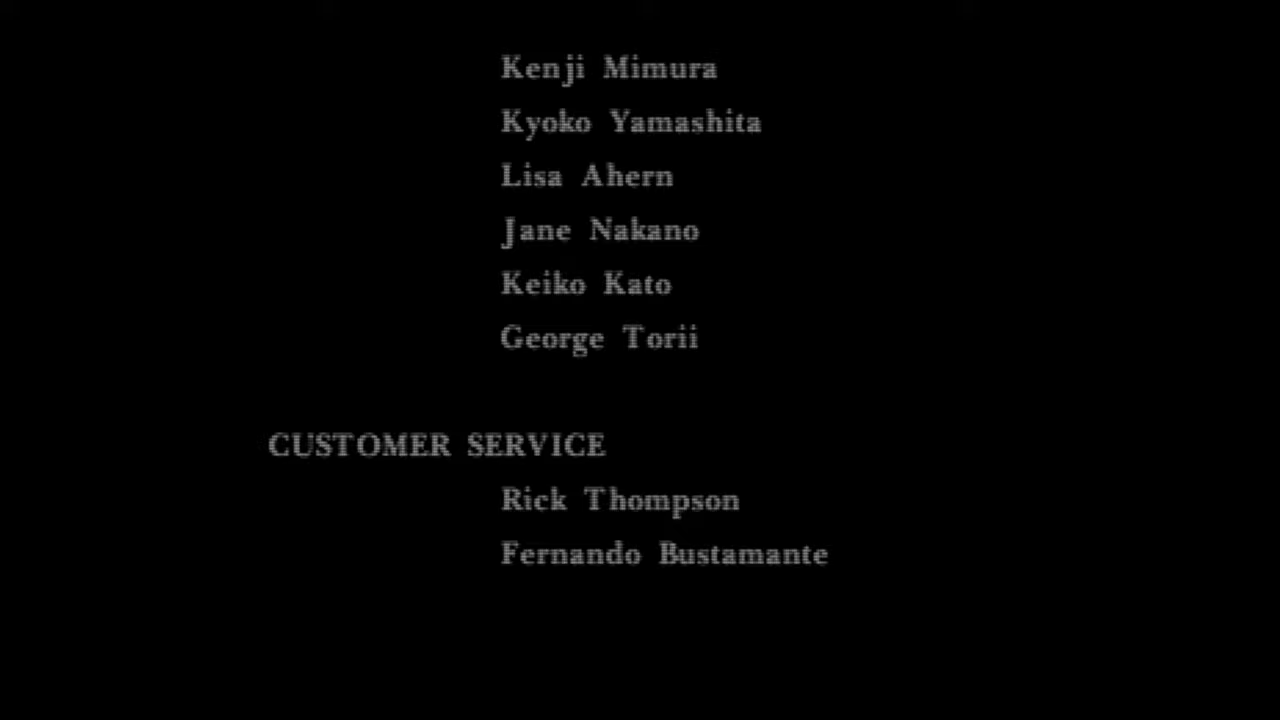 Kenji Mimura
Kyoko Yamashita
Lisa Ahern
Jane Nakano
Keiko Kato
George Torii
CUSTOMER SERVICE
Rick Thompson
Fernando Bustamante